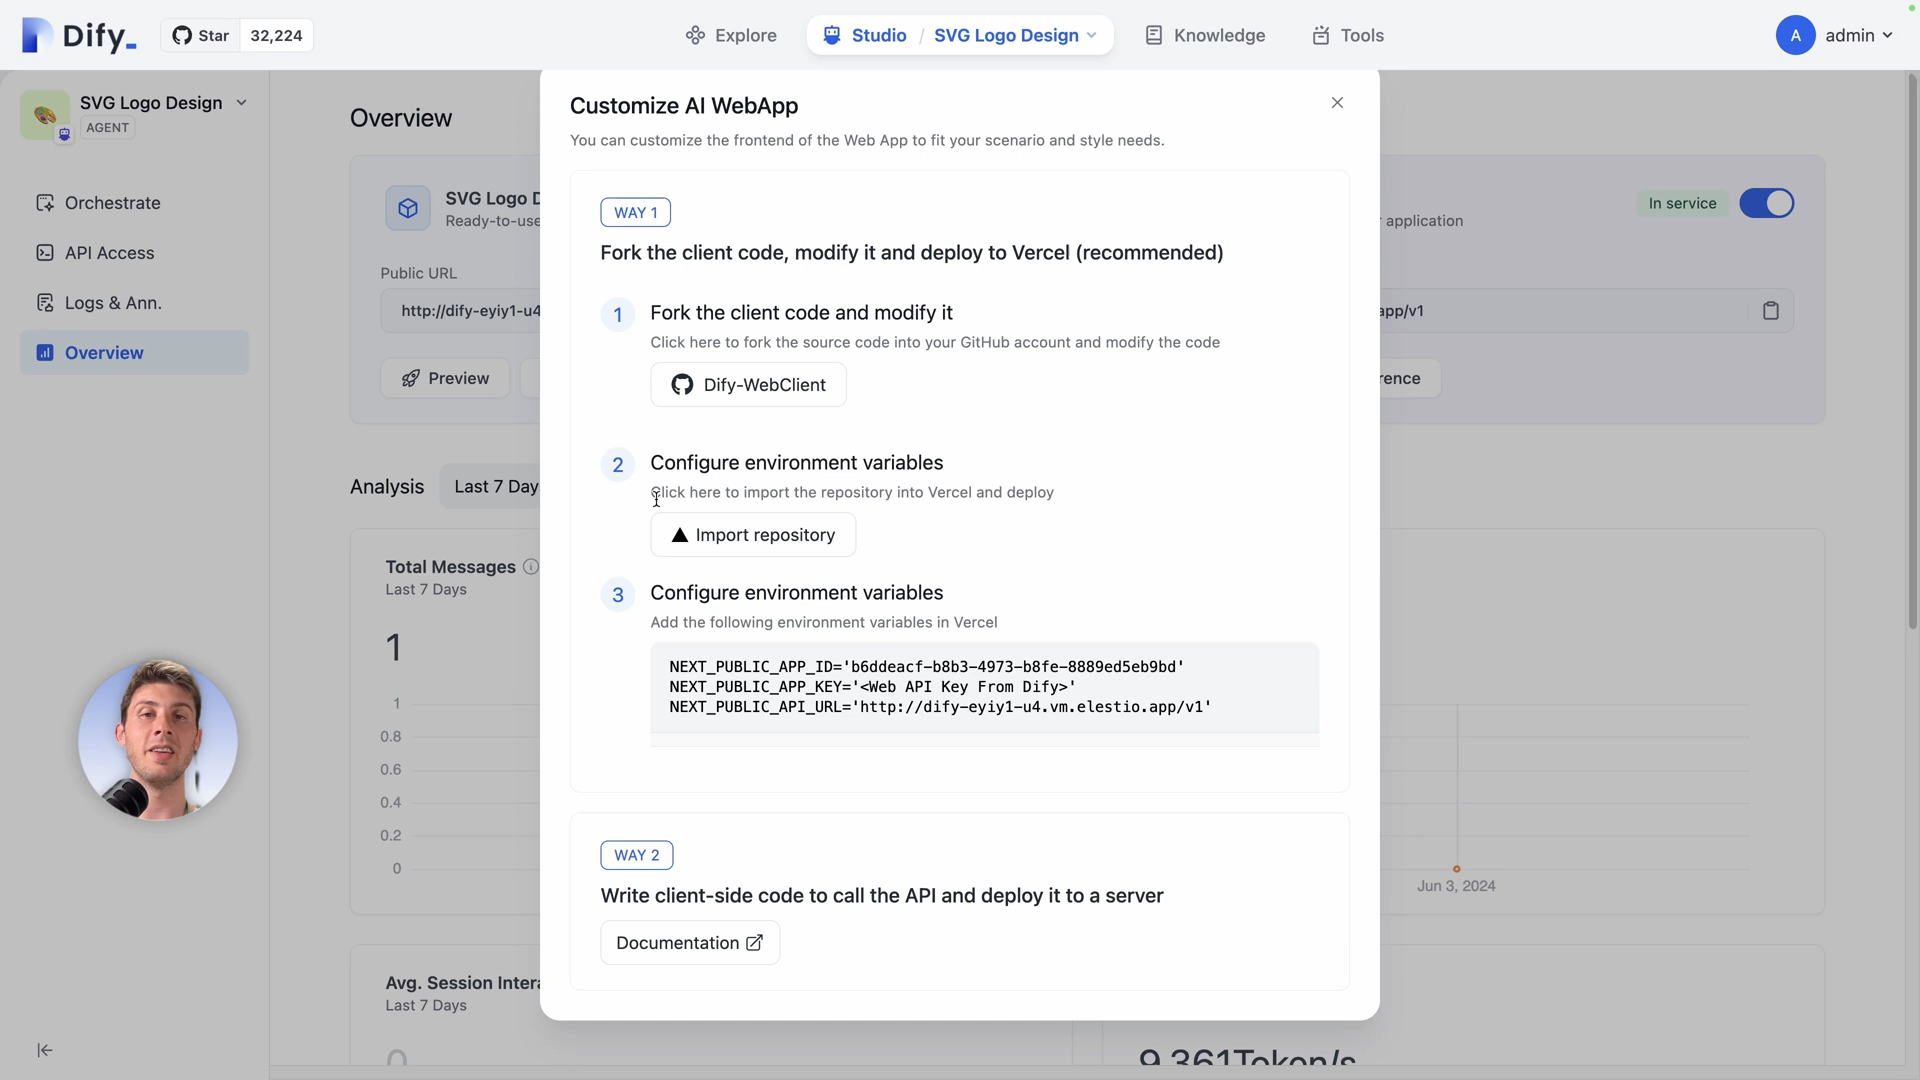 Dify_
Star 32,224
Explore
Studio / SVG Logo Design
Knowledge
Tools
A admin
SVG Logo Design
AGENT
Orchestrate
API Access
Logs & Ann.
Overview
Overview
SVG Logo D
Ready-to-use
Public URL
http://dify-eyiy1-u4
Preview
application
In service
app/v1
rence
Analysis
Last 7 Day
Total Messages
Last 7 Days
1
1
0.8
0.6
0.4
0.2
0
Jun 3, 2024
Avg. Session Intera
Last 7 Days
0
9.361Token/s
Customize AI WebApp
You can customize the frontend of the Web App to fit your scenario and style needs.
WAY 1
Fork the client code, modify it and deploy to Vercel (recommended)
1 Fork the client code and modify it
Click here to fork the source code into your GitHub account and modify the code
Dify-WebClient
2 Configure environment variables
Click here to import the repository into Vercel and deploy
Import repository
3 Configure environment variables
Add the following environment variables in Vercel
NEXT_PUBLIC_APP_ID='b6ddeacf-b8b3-4973-b8fe-8889ed5eb9bd'
NEXT_PUBLIC_APP_KEY='<Web API Key From Dify>'
NEXT_PUBLIC_API_URL='http://dify-eyiy1-u4.vm.elestio.app/v1'
WAY 2
Write client-side code to call the API and deploy it to a server
Documentation